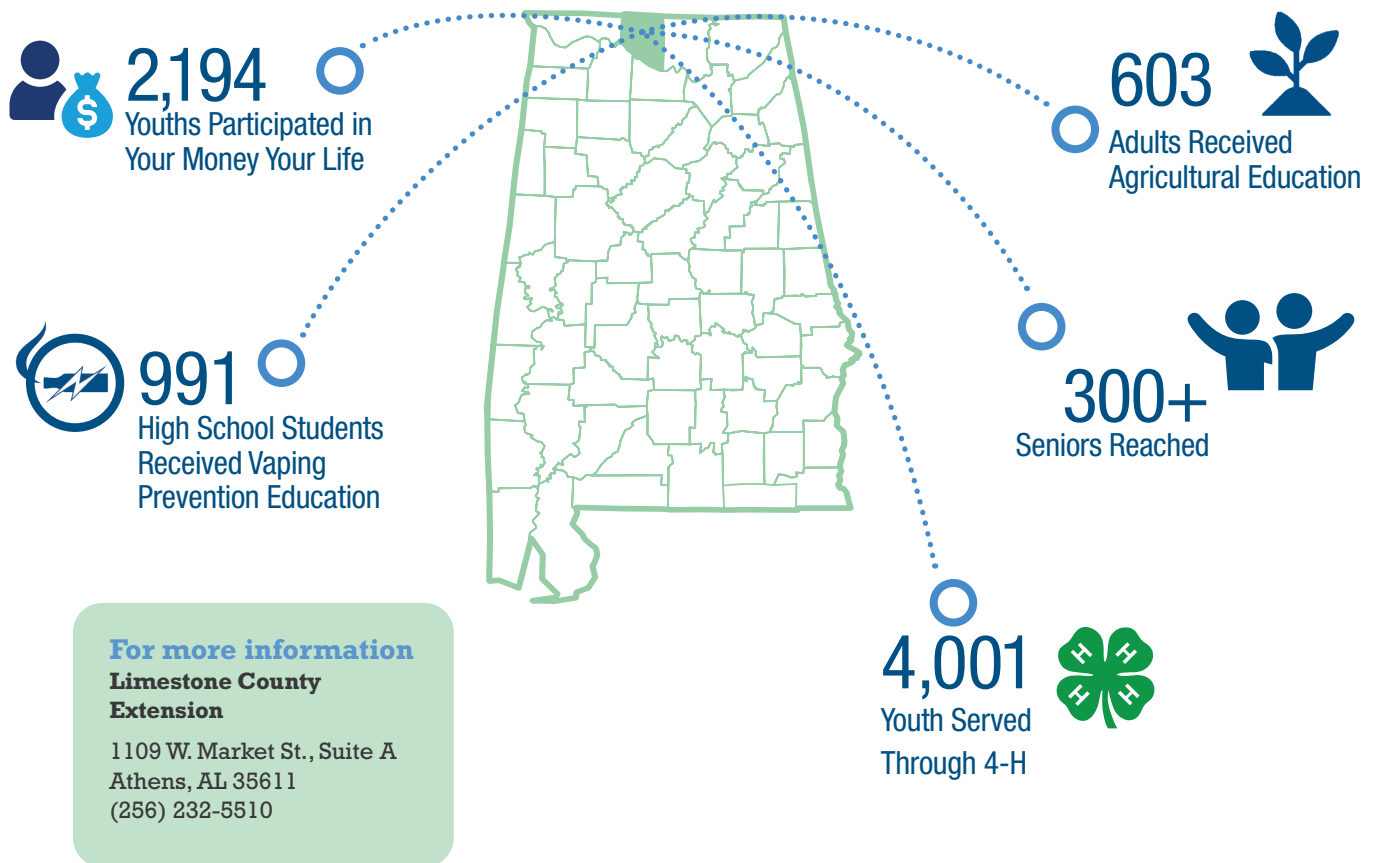 2,194
Youths Participated in
Your Money Your Life
$
991
High School Students
Received Vaping
Prevention Education
603
Adults Received
Agricultural Education
300+
Seniors Reached
4,001
Youth Served
Through 4-H
H H
H H
For more information
Limestone County
Extension
1109 W. Market St., Suite A
Athens, AL 35611
(256) 232-5510